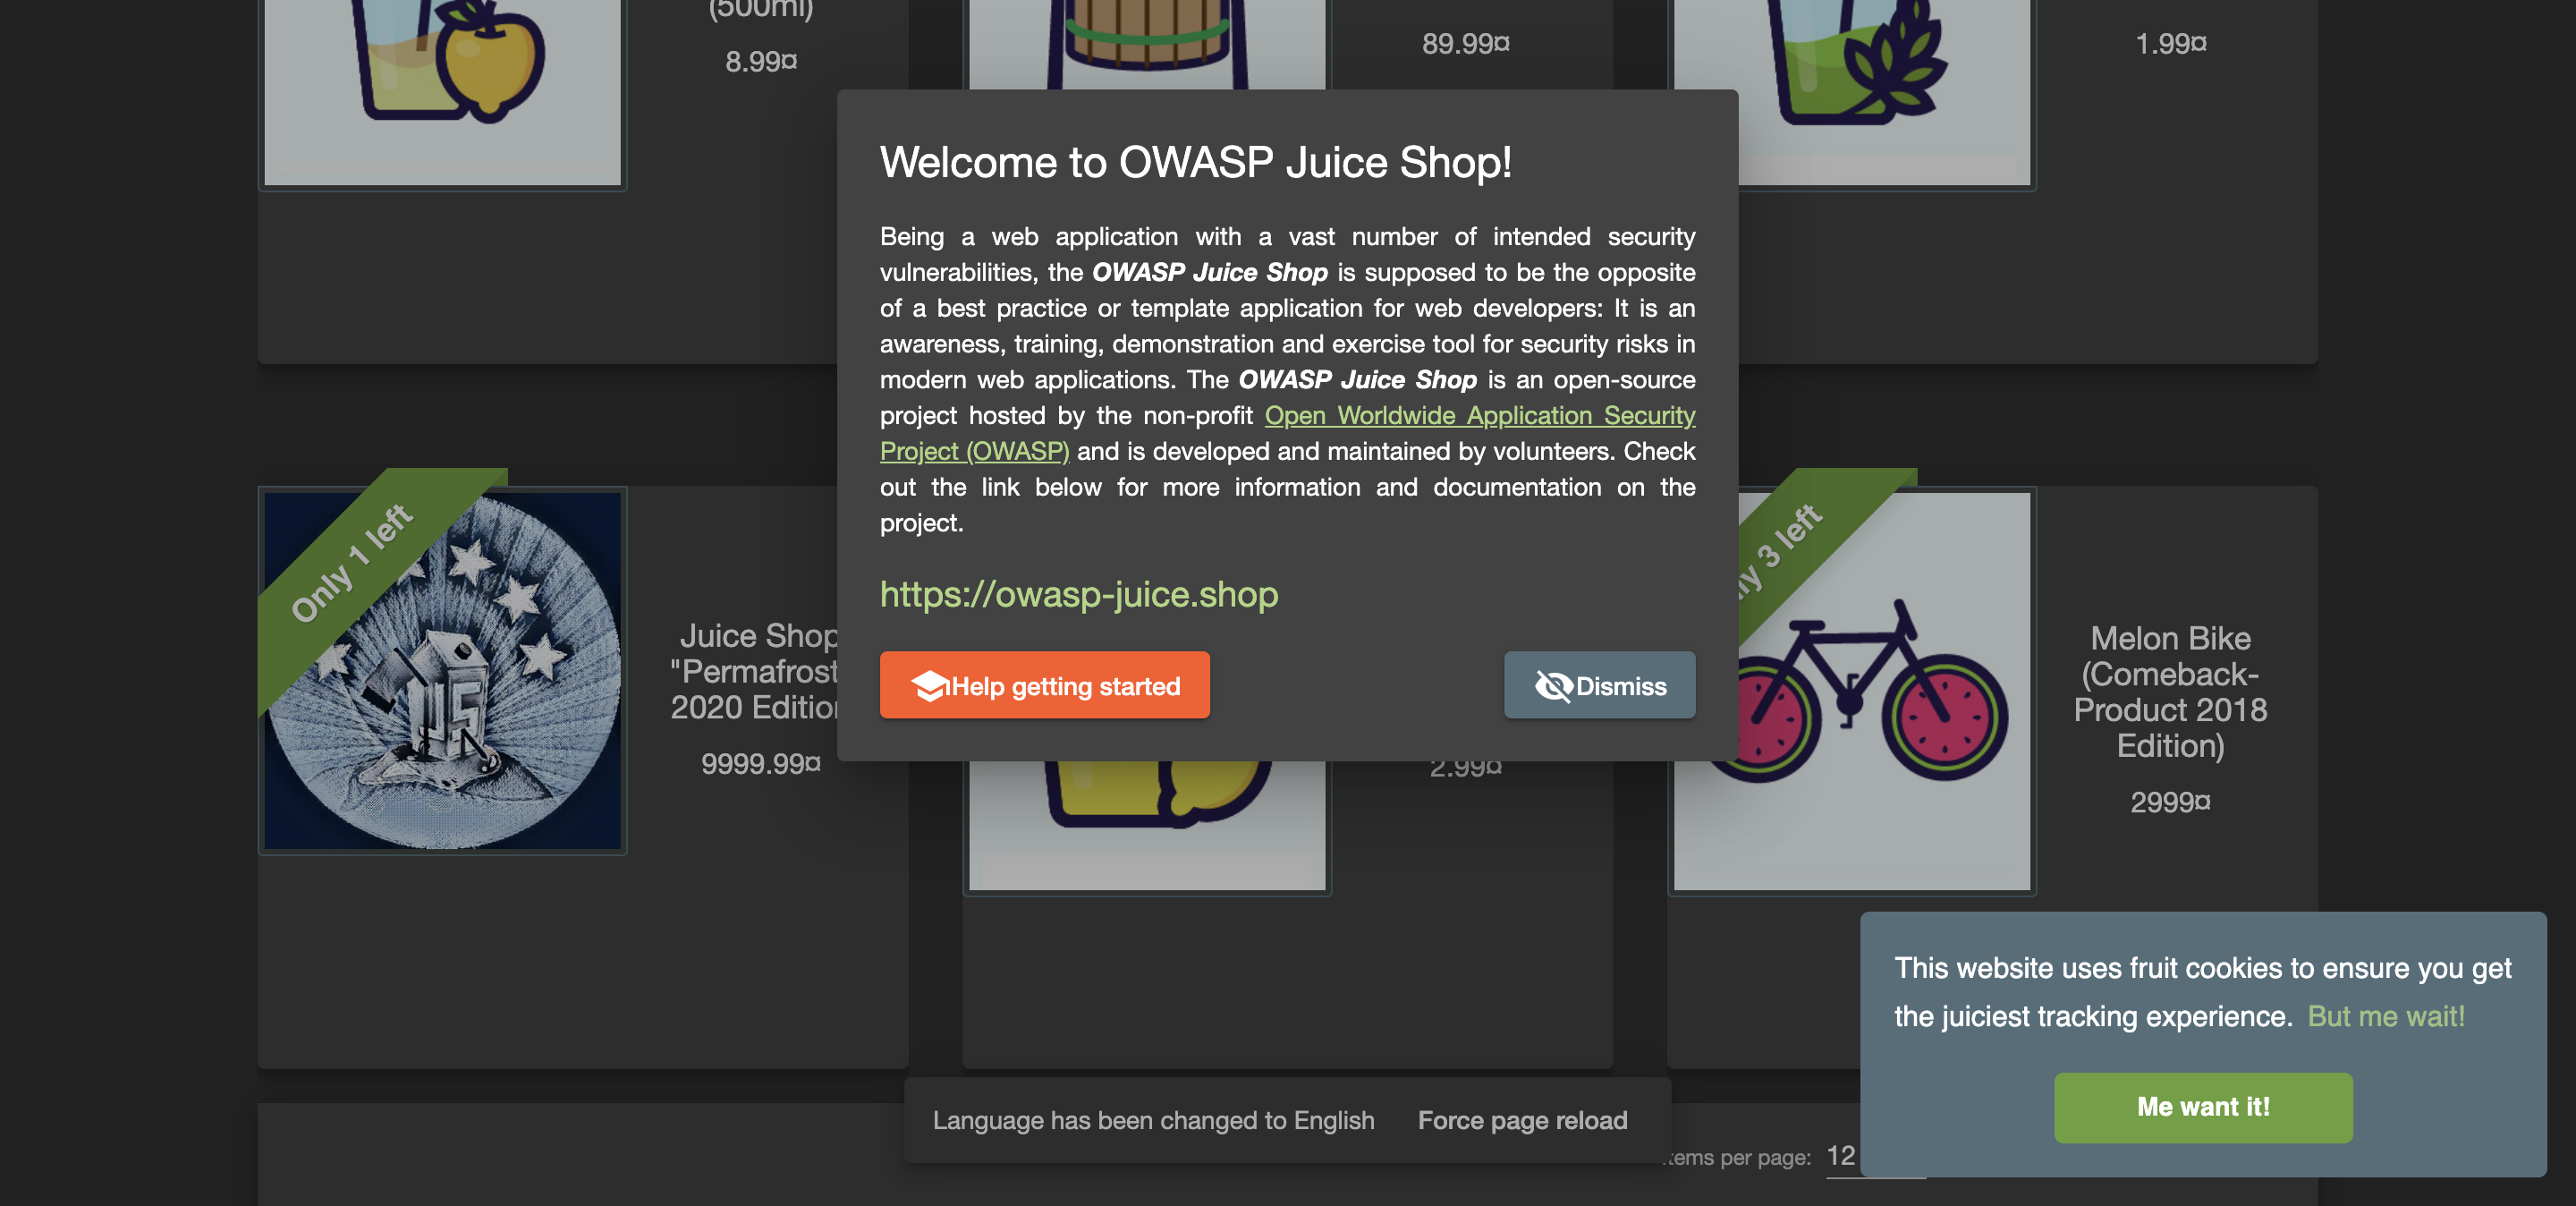 (500ml)
8.99¤
89.99¤
1.99¤
Welcome to OWASP Juice Shop!
Being a web application with a vast number of intended security
vulnerabilities, the OWASP Juice Shop is supposed to be the opposite
of a best practice or template application for web developers: It is an
awareness, training, demonstration and exercise tool for security risks in
modern web applications. The OWASP Juice Shop is an open-source
project hosted by the non-profit Open Worldwide Application Security
Project (OWASP) and is developed and maintained by volunteers. Check
out the link below for more information and documentation on the
project.
https://owasp-juice.shop
Help getting started
Dismiss
Only 1 left
Juice Shop
"Permafrost
2020 Edition
9999.99¤
2.99¤
3 left
Melon Bike
(Comeback-
Product 2018
Edition)
2999¤
This website uses fruit cookies to ensure you get
the juiciest tracking experience. But me wait!
Me want it!
Language has been changed to English Force page reload
items per page: 12